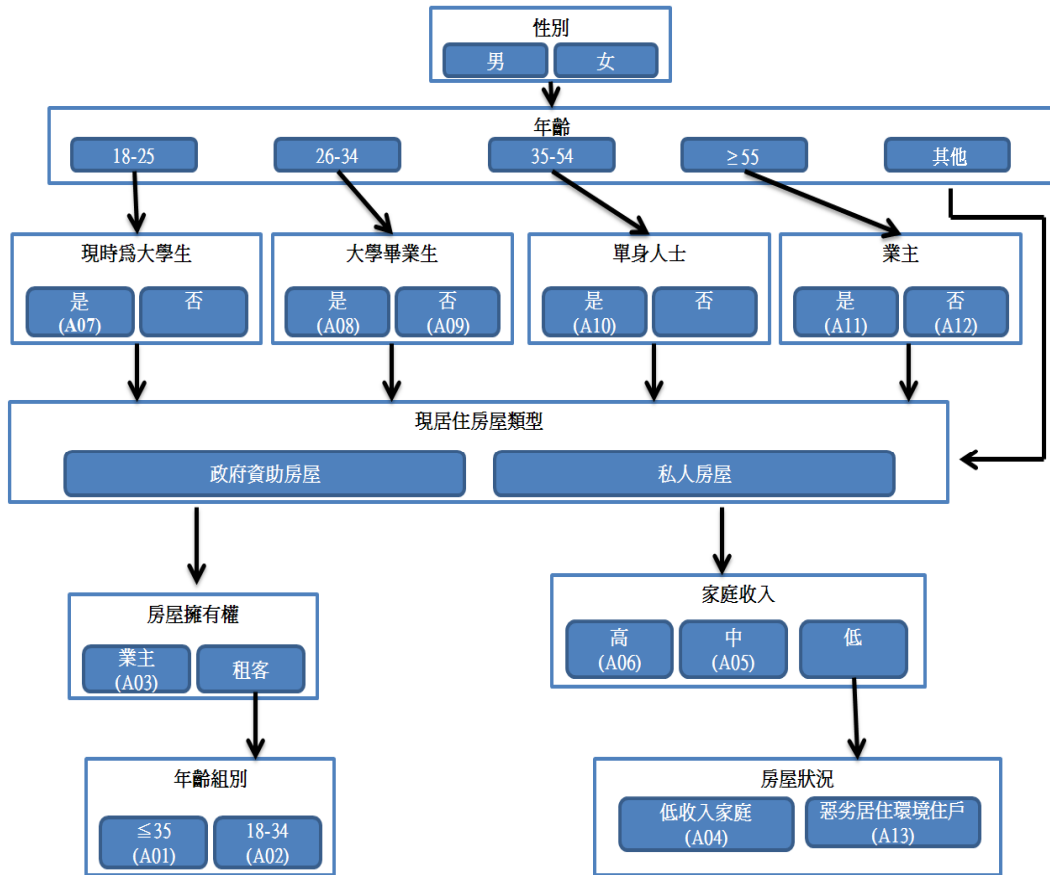 性別
男
女
年齡
18-25
26-34
35-54
≥55
其他
現時爲大學生
是
(A07)
否
大學畢業生
是
(A08)
否
(A09)
單身人士
是
(A10)
否
業主
是
(A11)
否
(A12)
現居住房屋類型
政府資助房屋
私人房屋
房屋擁有權
業主
(A03)
租客
家庭收入
高
(A06)
中
(A05)
低
年齡組別
≦35
(A01)
18-34
(A02)
房屋狀況
低收入家庭
(A04)
惡劣居住環境住戶
(A13)